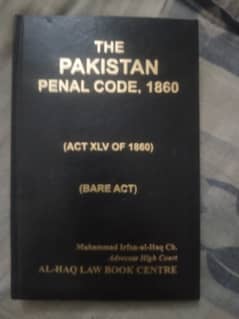 THE
PAKISTAN
PENAL CODE, 1860
(ACT XLV OF 1860)
(BARE ACT)
Muhammad Irfan-ul-Haq Ch.
Advocate High Court
AL-HAQ LAW BOOK CENTRE